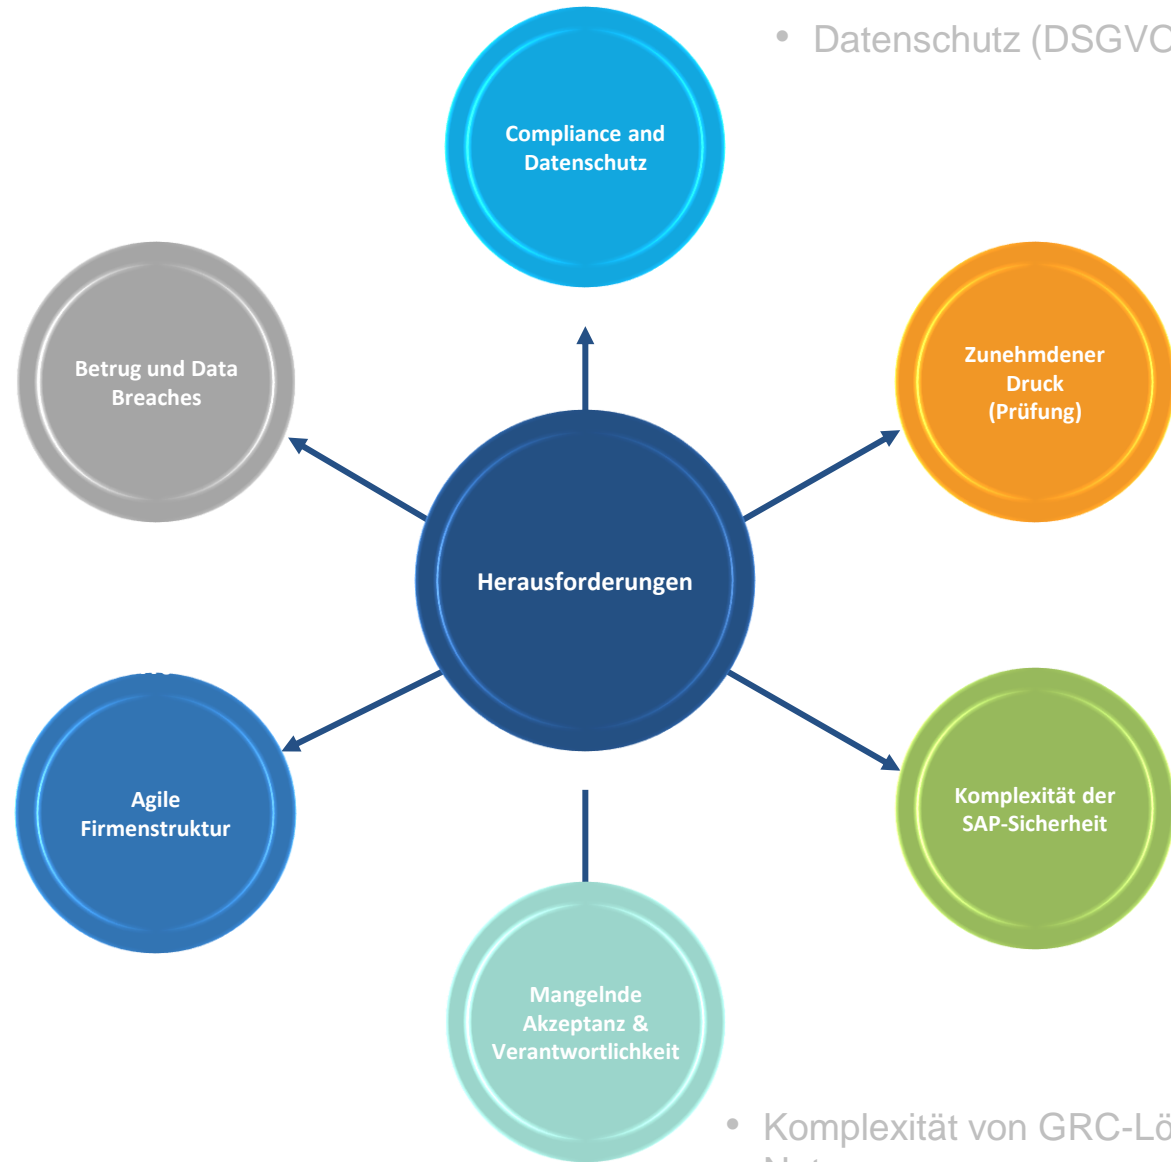 • Datenschutz (DSGVO
Compliance and
Datenschutz
Betrug und Data
Breaches
Zunehmdener
Druck
(Prüfung)
Herausforderungen
Agile
Firmenstruktur
Komplexität der
SAP-Sicherheit
Mangelnde
Akzeptanz &
Verantwortlichkeit
• Komplexität von GRC-Lö